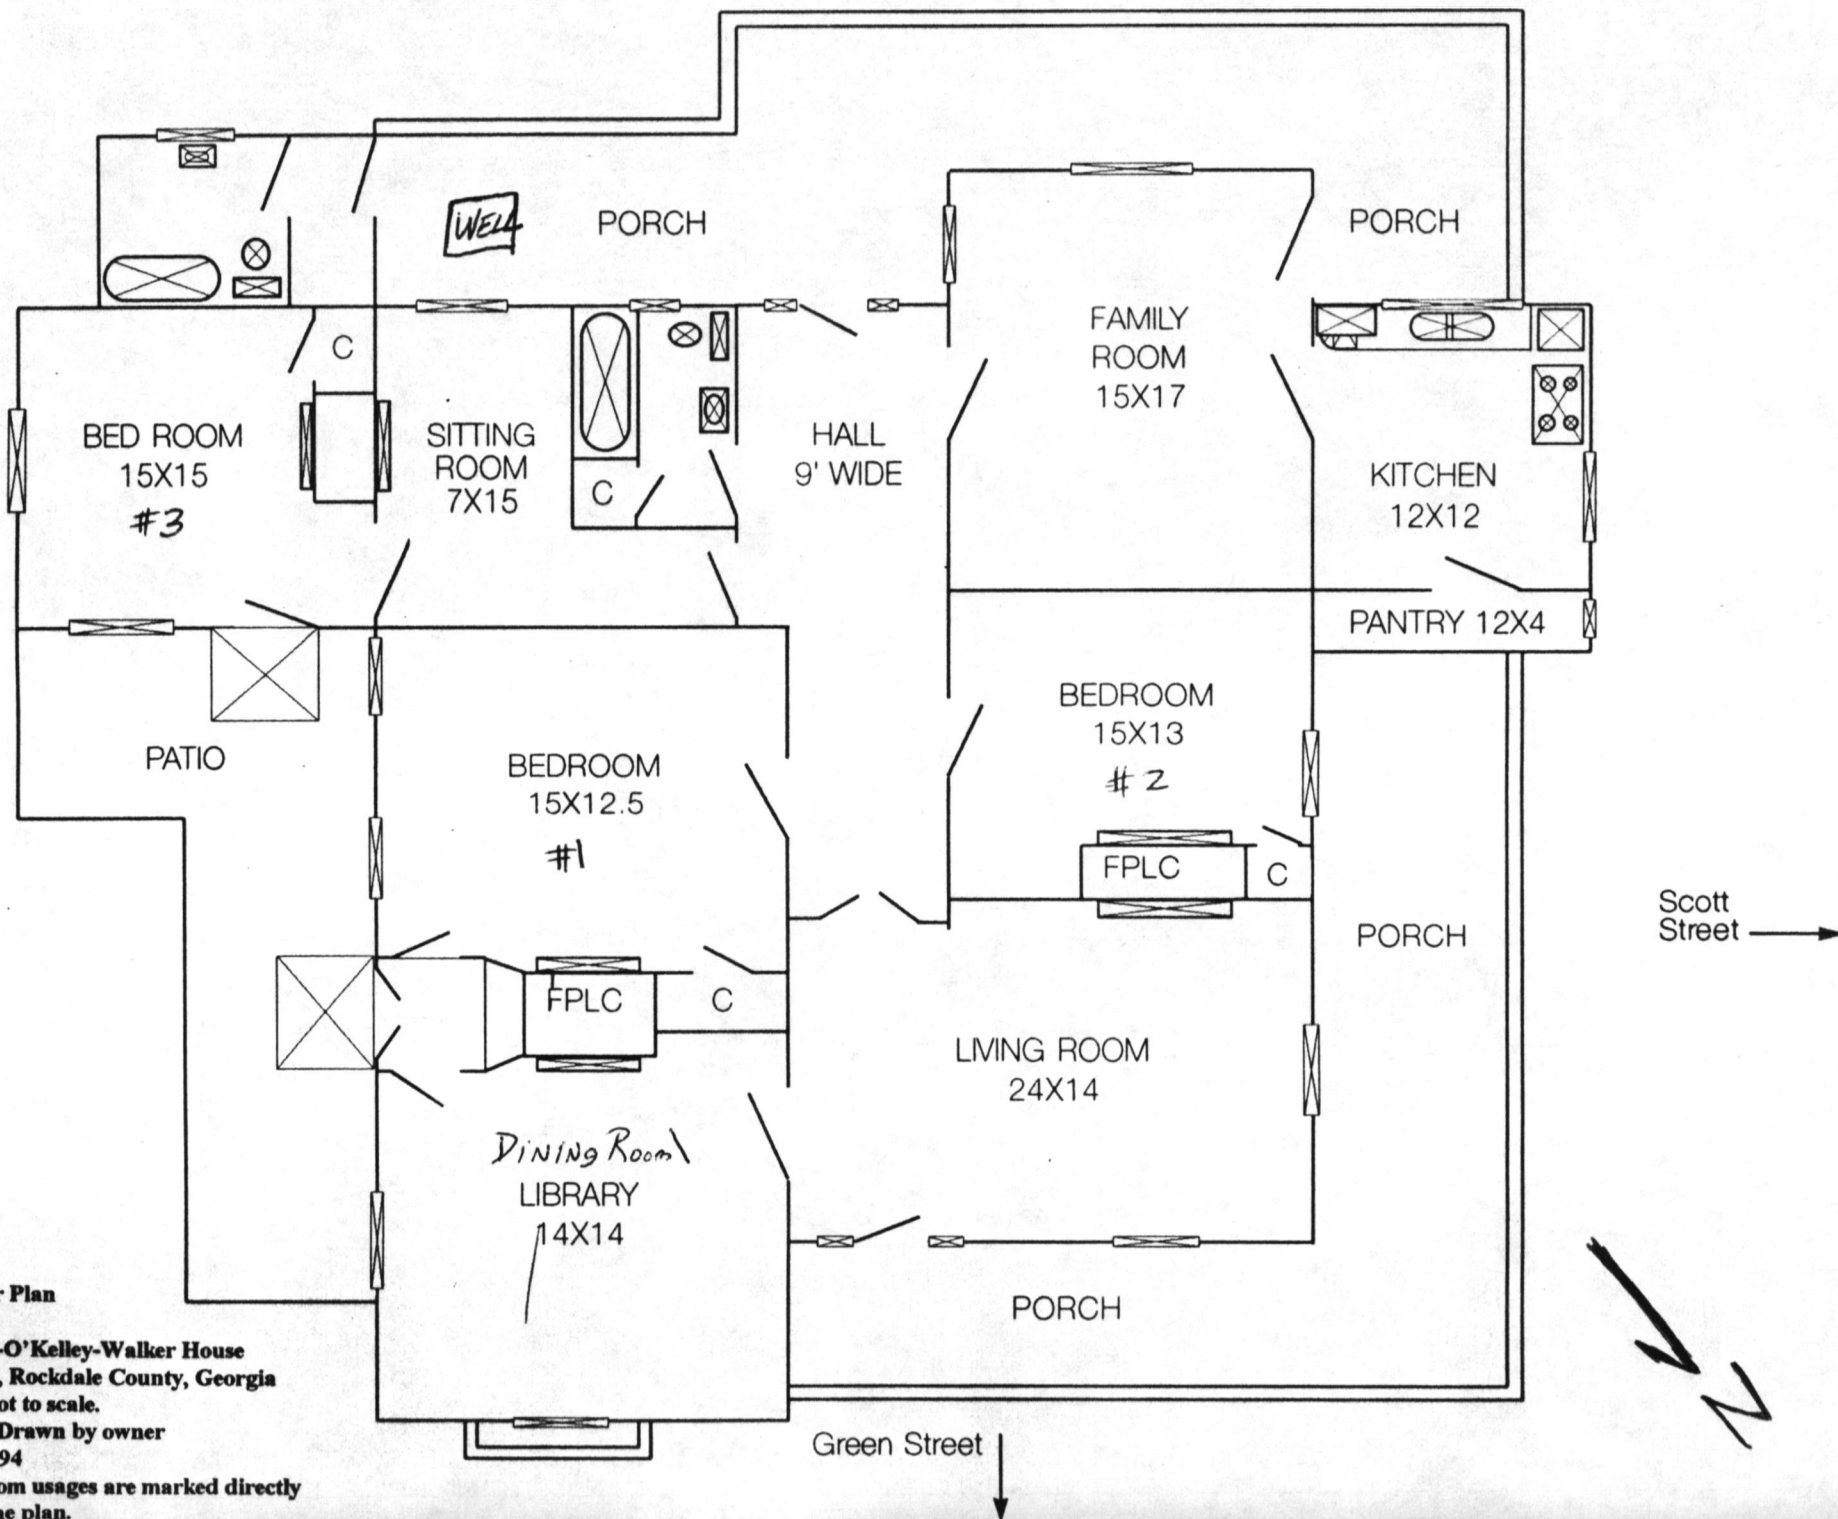 WELL
PORCH
PORCH
FAMILY
ROOM
15X17
C
BED ROOM
15X15
#3
SITTING
ROOM
7X15
C
HALL
9' WIDE
KITCHEN
12X12
PANTRY 12X4
PATIO
BEDROOM
15X12.5
#1
BEDROOM
15X13
#2
FPLC
C
PORCH
Scott
Street
FPLC
C
LIVING ROOM
24X14
Dining Room\
LIBRARY
14X14
PORCH
Green Street
N
Plan
-O'Kelley-Walker House
, Rockdale County, Georgia
ot to scale.
Drawn by owner
94
om usages are marked directly
he plan.